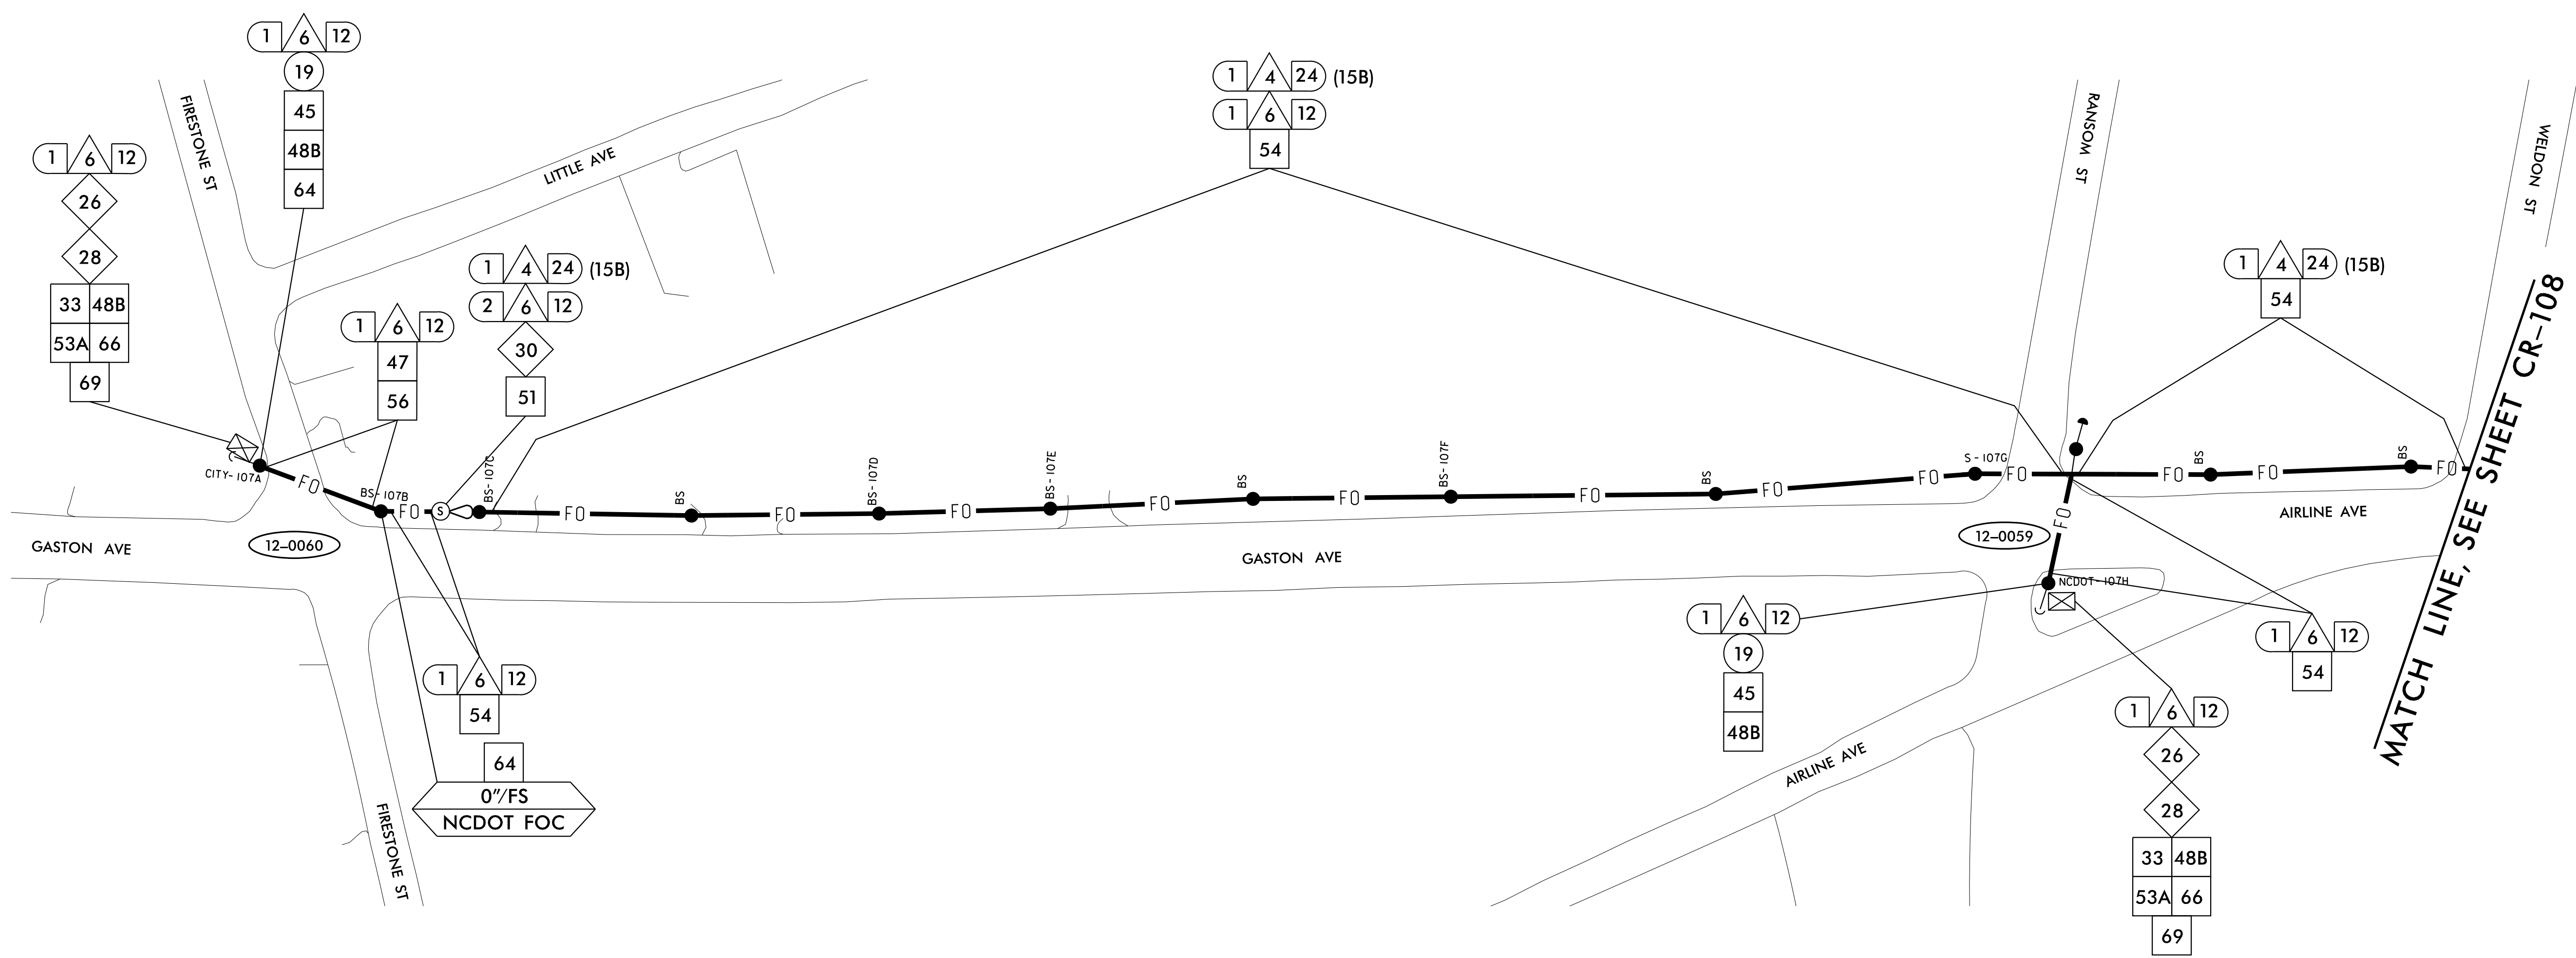 1 6 12
19
45
48B
64
1 6 12
26
28
33 48B
53A 66
69
FIRESTONE ST
LITTLE AVE
1 4 24 (15B)
1 6 12
54
RANSOM ST
WELDON ST
1 4 24 (15B)
2 6 12
30
51
1 6 12
47
56
1 4 24 (15B)
54
MATCH LINE, SEE SHEET CR-108
CITY-107A
FO
BS-107B
FO
S
BS-107C
FO
BS
FO
BS-107D
FO
BS-107E
FO
BS
FO
BS-107F
FO
BS
FO
FO
S-107G
FO
FO
BS
FO
BS
FO
GASTON AVE
12-0060
GASTON AVE
12-0059
FO
AIRLINE AVE
NCDOT-107H
1 6 12
54
64
0"/FS
NCDOT FOC
FIRESTONE ST
1 6 12
19
45
48B
AIRLINE AVE
1 6 12
54
1 6 12
26
28
33 48B
53A 66
69